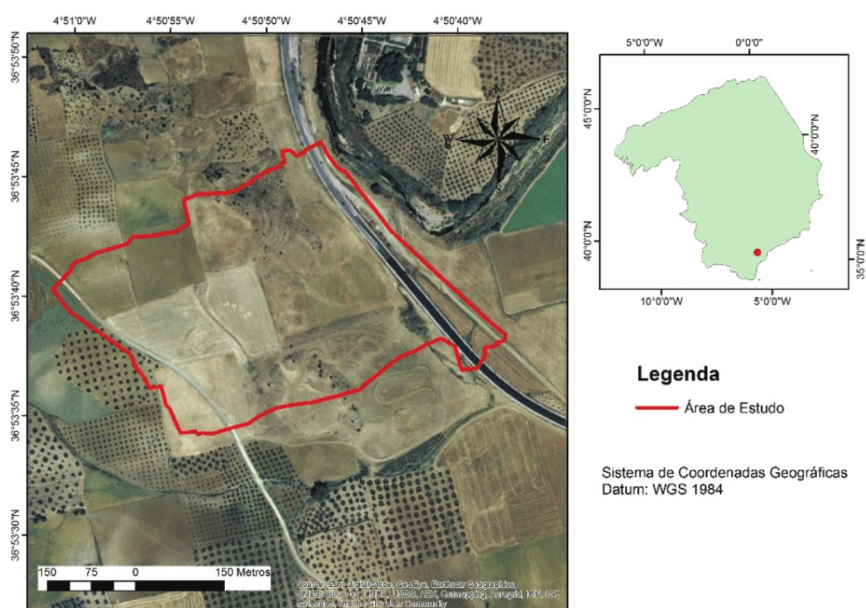 4°51'0"W 4°50'55"W 4°50'50"W 4°50'45"W 4°50'40"W
36°53'50"N
36°53'45"N
36°53'40"N
36°53'35"N
36°53'30"N
W E
S
150 75 0 150 Metros
5°0'0"W 0°0'0"
45°0'0"N
40°0'0"N
40°0'0"N
35°0'0"N
10°0'0"W 5°0'0"W
Legenda
Área de Estudo
Sistema de Coordenadas Geográficas
Datum: WGS 1984